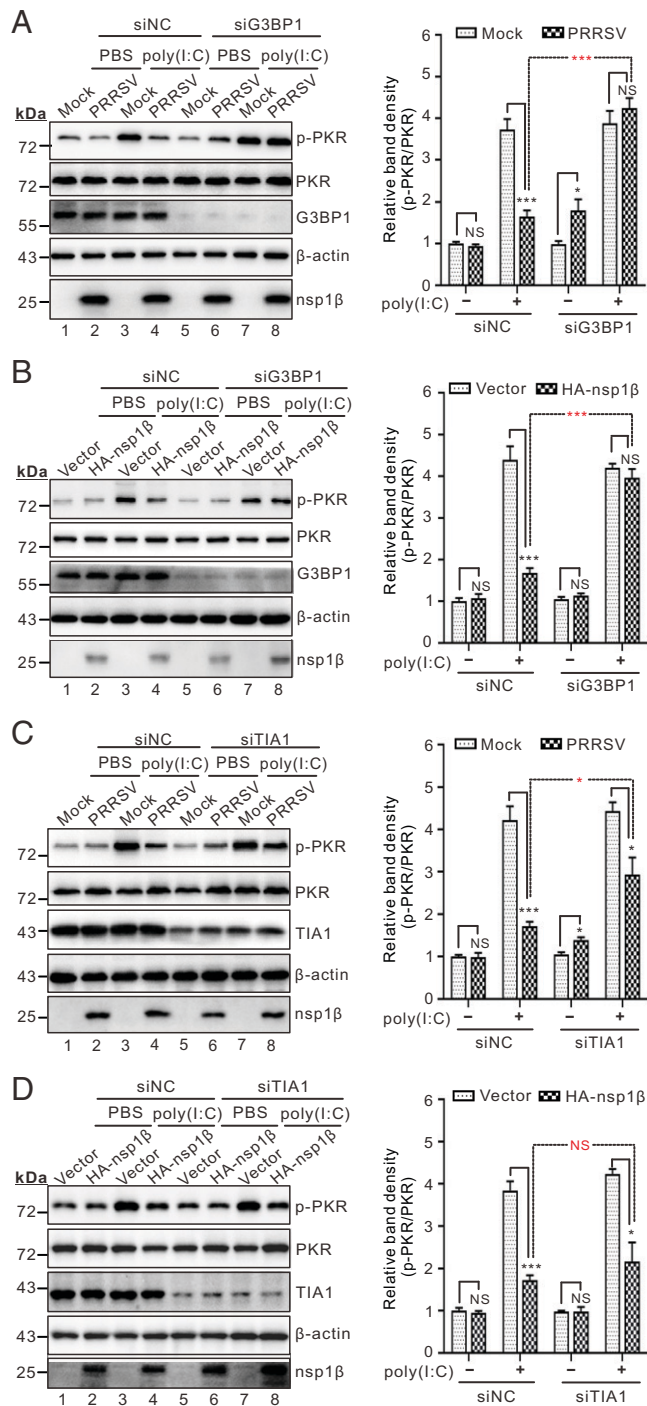 A
siNC siG3BP1
PBS poly(I:C) PBS poly(I:C)
Mock PRRSV Mock PRRSV Mock PRRSV Mock PRRSV
kDa
72 p-PKR
72 PKR
55 G3BP1
43 β-actin
25 nsp1β
1 2 3 4 5 6 7 8
Mock PRRSV
Relative band density
(p-PKR/PKR)
6
5
4
3
2
1
0
***
NS
***
*
NS
poly(I:C) − + − +
siNC siG3BP1
B
siNC siG3BP1
PBS poly(I:C) PBS poly(I:C)
Vector HA-nsp1β Vector HA-nsp1β Vector HA-nsp1β Vector HA-nsp1β
kDa
72 p-PKR
72 PKR
55 G3BP1
43 β-actin
25 nsp1β
1 2 3 4 5 6 7 8
Vector HA-nsp1β
Relative band density
(p-PKR/PKR)
6
5
4
3
2
1
0
***
NS
***
NS
NS
poly(I:C) − + − +
siNC siG3BP1
C
siNC siTIA1
PBS poly(I:C) PBS poly(I:C)
Mock PRRSV Mock PRRSV Mock PRRSV Mock PRRSV
kDa
72 p-PKR
72 PKR
43 TIA1
43 β-actin
25 nsp1β
1 2 3 4 5 6 7 8
Mock PRRSV
Relative band density
(p-PKR/PKR)
6
5
4
3
2
1
0
*
NS
***
*
*
poly(I:C) − + − +
siNC siTIA1
D
siNC siTIA1
PBS poly(I:C) PBS poly(I:C)
Vector HA-nsp1β Vector HA-nsp1β Vector HA-nsp1β Vector HA-nsp1β
kDa
72 p-PKR
72 PKR
43 TIA1
43 β-actin
25 nsp1β
1 2 3 4 5 6 7 8
Vector HA-nsp1β
Relative band density
(p-PKR/PKR)
6
5
4
3
2
1
0
NS
NS
***
NS
*
poly(I:C) − + − +
siNC siTIA1